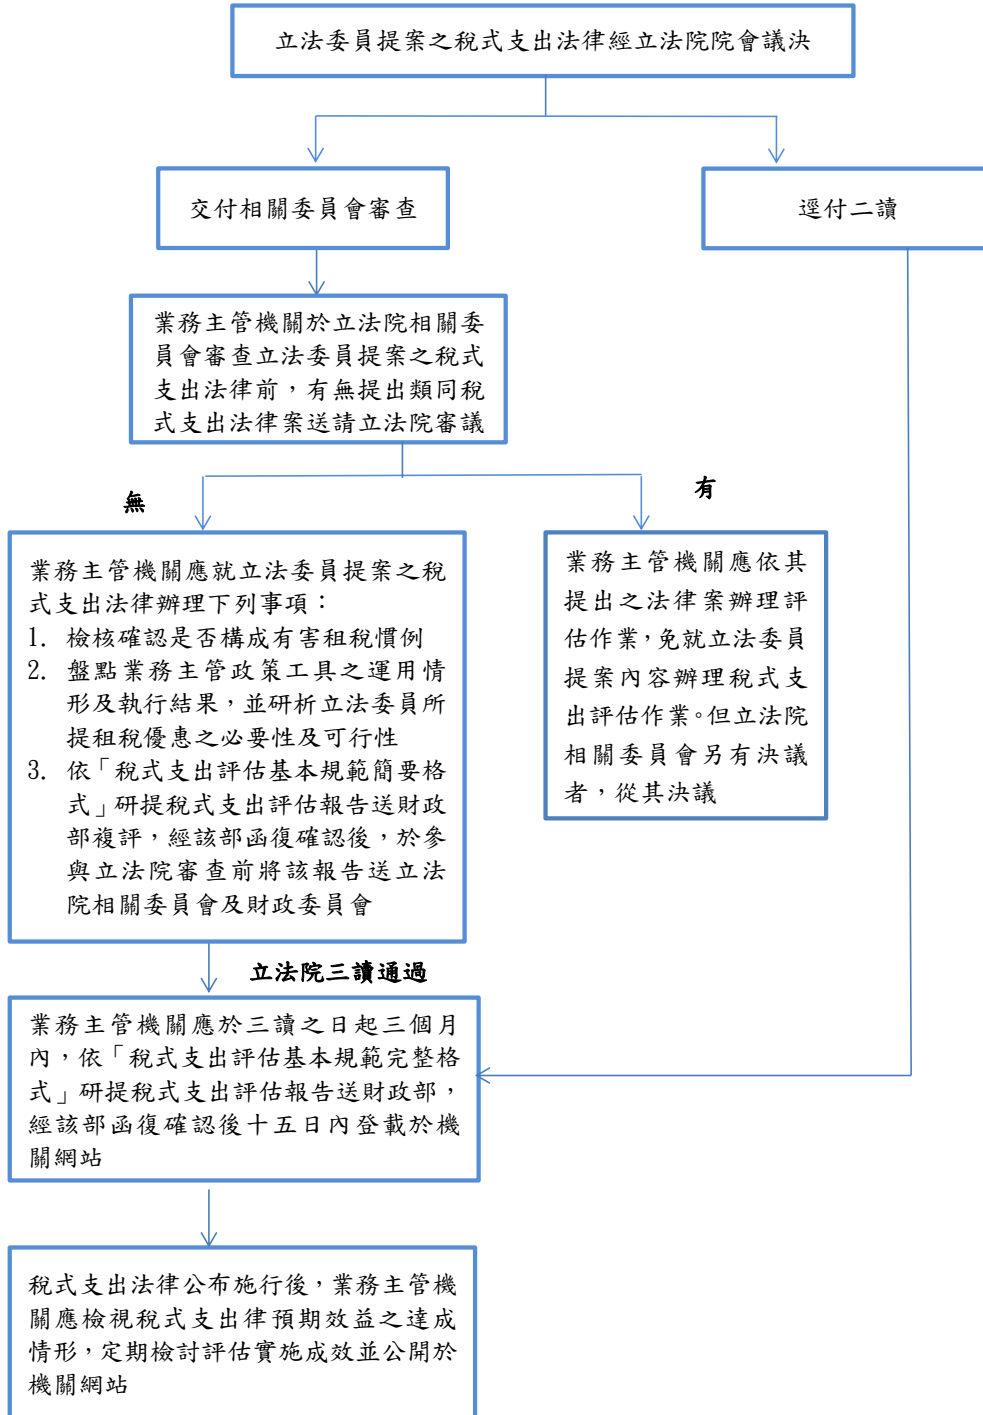 立法委員提案之稅式支出法律經立法院院會議決
交付相關委員會審查
逕付二讀
業務主管機關於立法院相關委
員會審查立法委員提案之稅式
支出法律前，有無提出類同稅
式支出法律案送請立法院審議
無
有
業務主管機關應就立法委員提案之稅
式支出法律辦理下列事項：
1. 檢核確認是否構成有害租稅慣例
2. 盤點業務主管政策工具之運用情
形及執行結果，並研析立法委員所
提租稅優惠之必要性及可行性
3. 依「稅式支出評估基本規範簡要格
式」研提稅式支出評估報告送財政
部複評，經該部函復確認後，於參
與立法院審查前將該報告送立法
院相關委員會及財政委員會
業務主管機關應依其
提出之法律案辦理評
估作業，免就立法委員
提案內容辦理稅式支
出評估作業。但立法院
相關委員會另有決議
者，從其決議
立法院三讀通過
業務主管機關應於三讀之日起三個月
內，依「稅式支出評估基本規範完整格
式」研提稅式支出評估報告送財政部，
經該部函復確認後十五日內登載於機
關網站
稅式支出法律公布施行後，業務主管機
關應檢視稅式支出律預期效益之達成
情形，定期檢討評估實施成效並公開於
機關網站